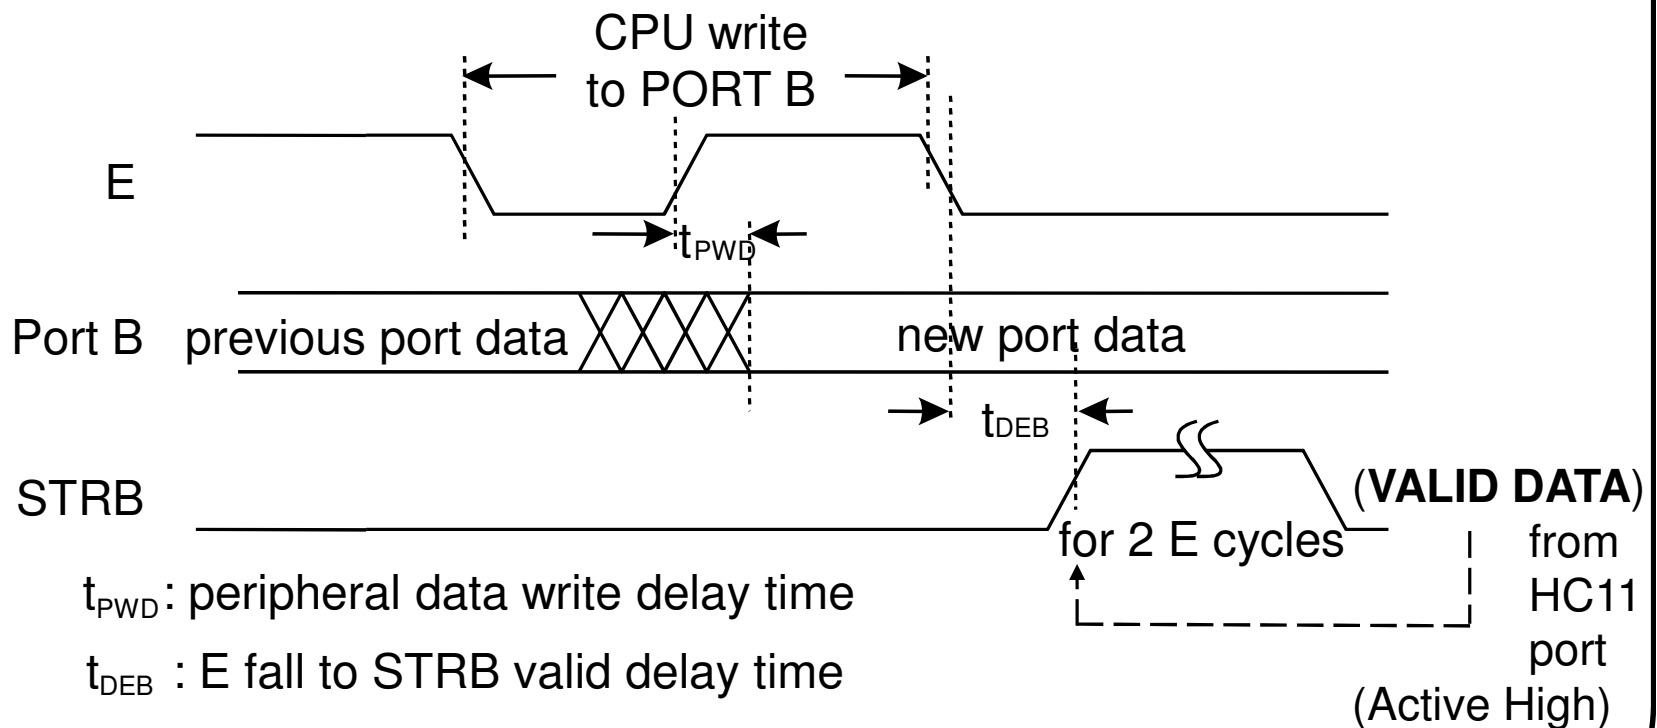 CPU write
to PORT B
E
tPWD
Port B previous port data new port data
tDEB
STRB
(VALID DATA)
for 2 E cycles
from
HC11
port
(Active High)
tPWD : peripheral data write delay time
tDEB : E fall to STRB valid delay time